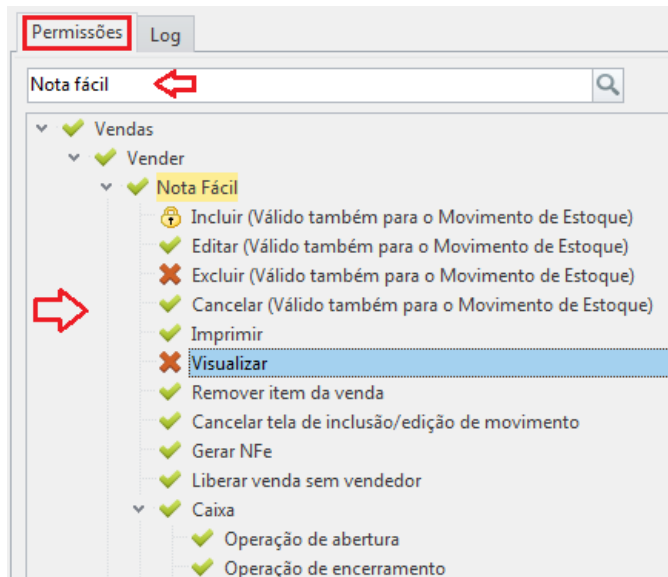 Permissões Log
Nota fácil
Vendas
Vender
Nota Fácil
Incluir (Válido também para o Movimento de Estoque)
Editar (Válido também para o Movimento de Estoque)
Excluir (Válido também para o Movimento de Estoque)
Cancelar (Válido também para o Movimento de Estoque)
Imprimir
Visualizar
Remover item da venda
Cancelar tela de inclusão/edição de movimento
Gerar NFe
Liberar venda sem vendedor
Caixa
Operação de abertura
Operação de encerramento